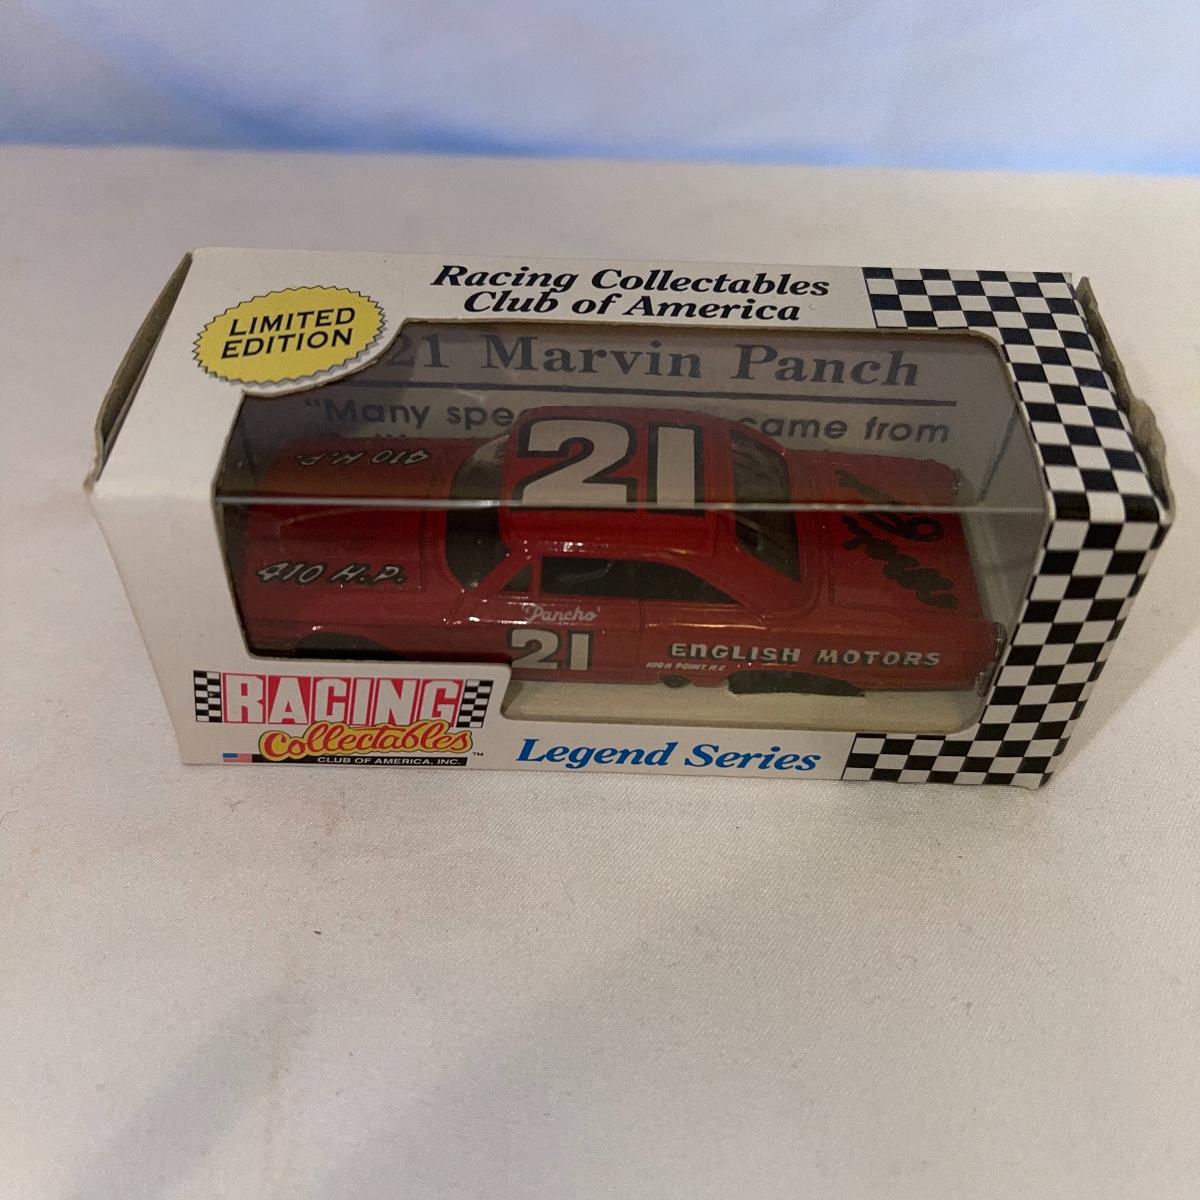 Racing Collectables
Club of America
LIMITED
EDITION
21 Marvin Panch
"Many came from
410 H.P.
21
410 H.P.
'Pancho'
21
ENGLISH MOTORS
HIGH POINT, N.C.
RACING
Collectables
CLUB OF AMERICA, INC.
™
Legend Series